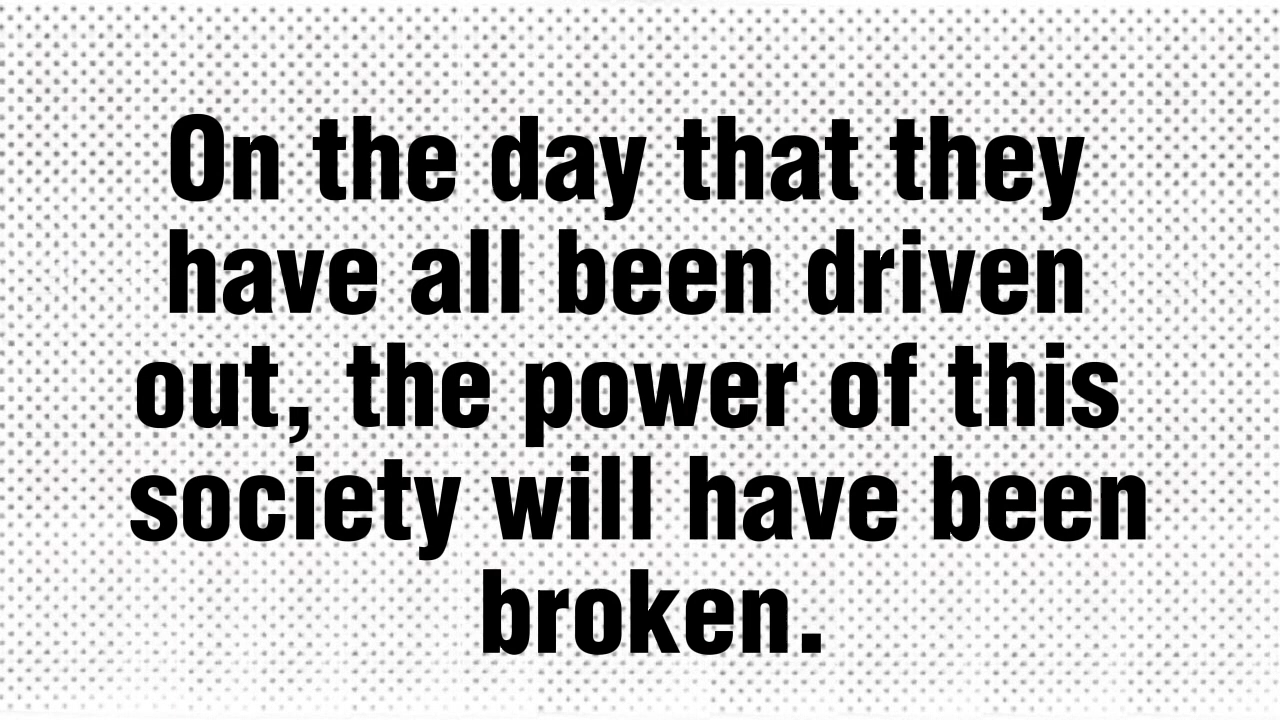 On the day that they
have all been driven
out, the power of this
society will have been
broken.